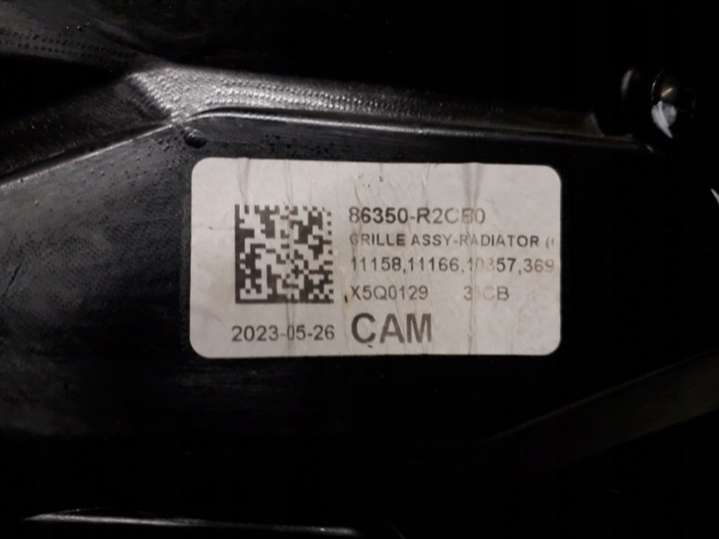 86350-R2CB0
GRILLE ASSY-RADIATOR (
11158,11166,10357,369
X5Q0129
2023-05-26 CAM